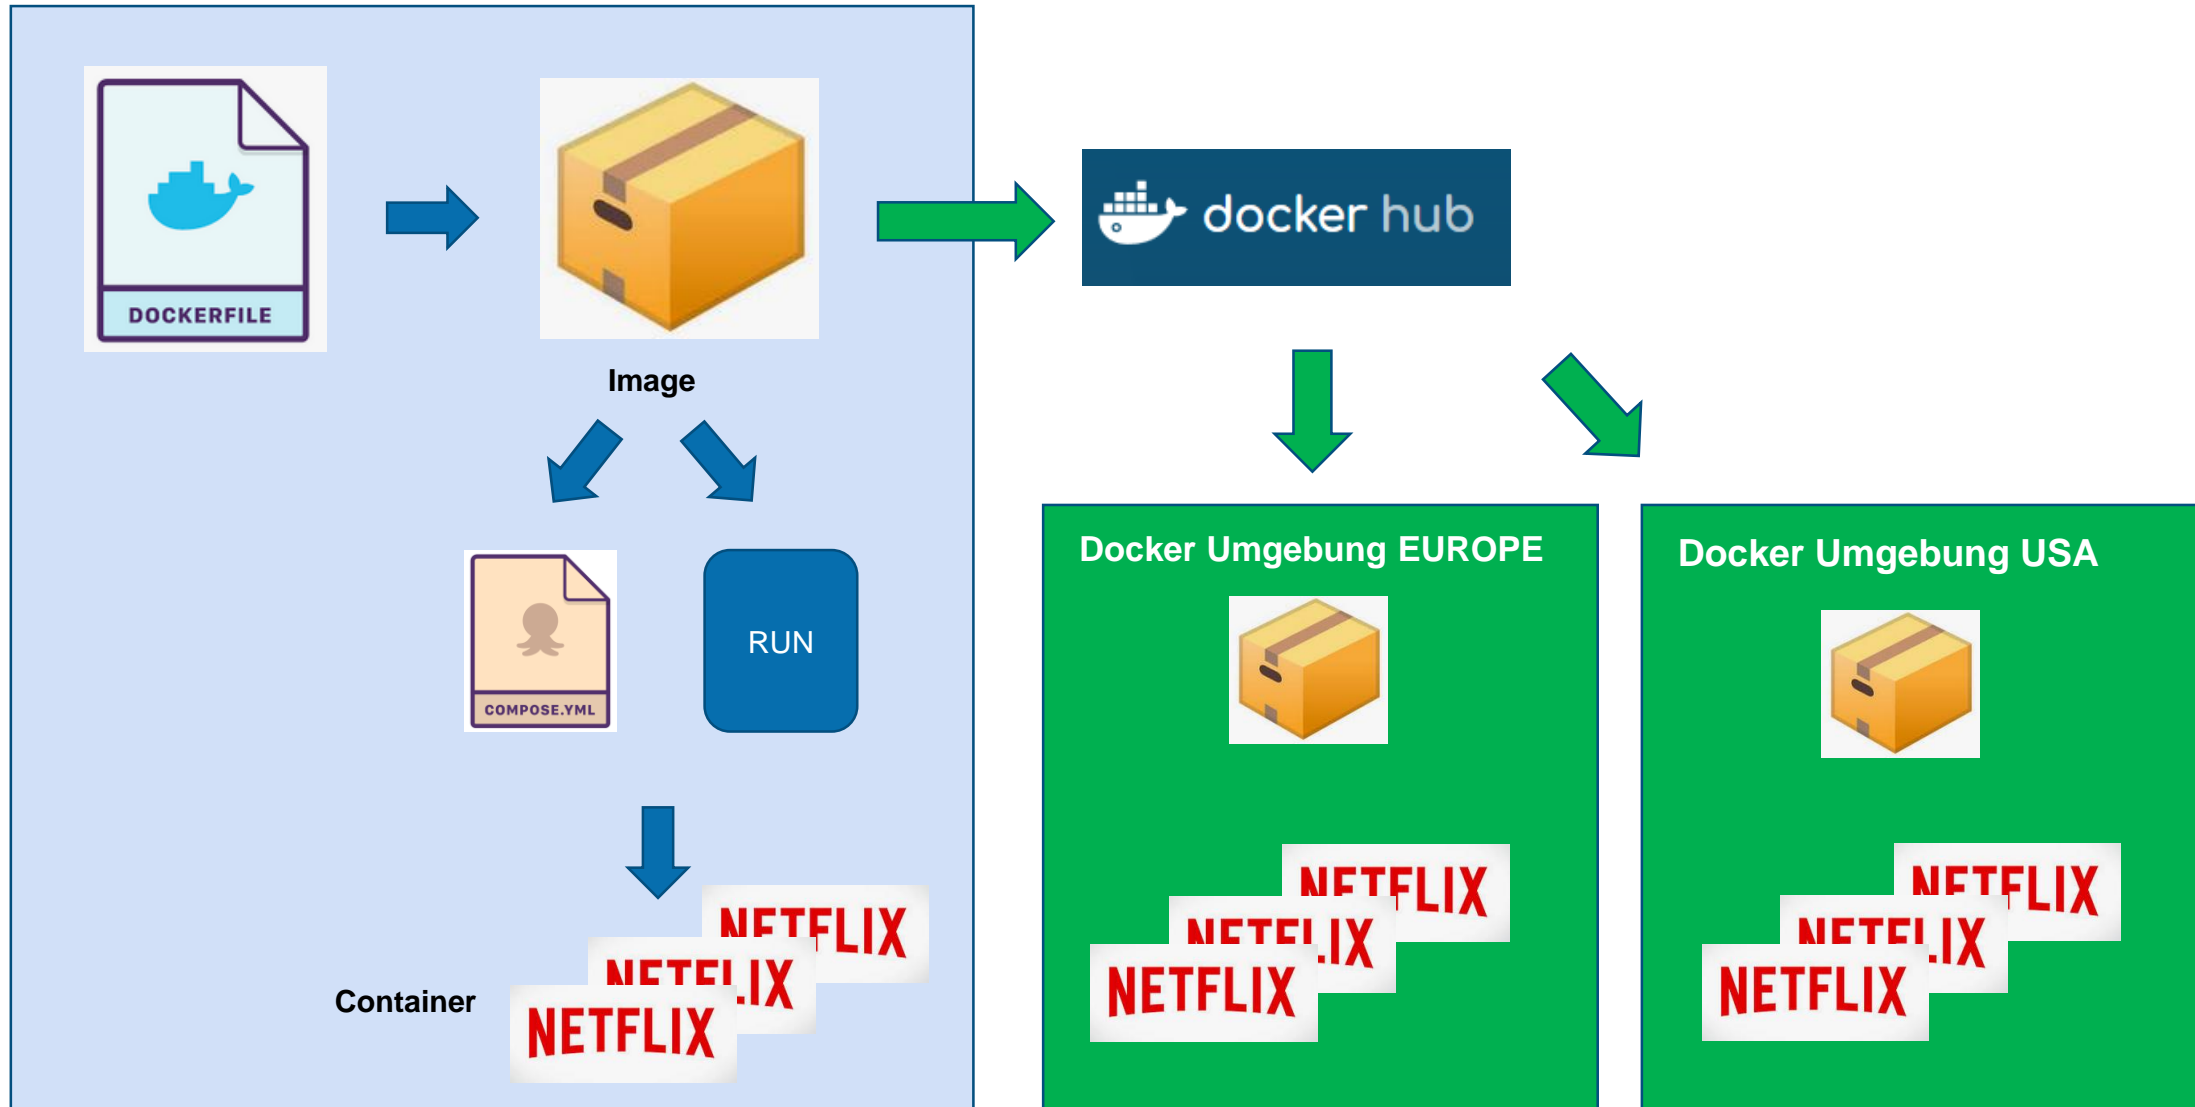 DOCKERFILE
Image
COMPOSE.YML
RUN
Container
NETFLIX
NETFLIX
NETFLIX
docker hub
Docker Umgebung EUROPE
NETFLIX
NETFLIX
NETFLIX
Docker Umgebung USA
NETFLIX
NETFLIX
NETFLIX